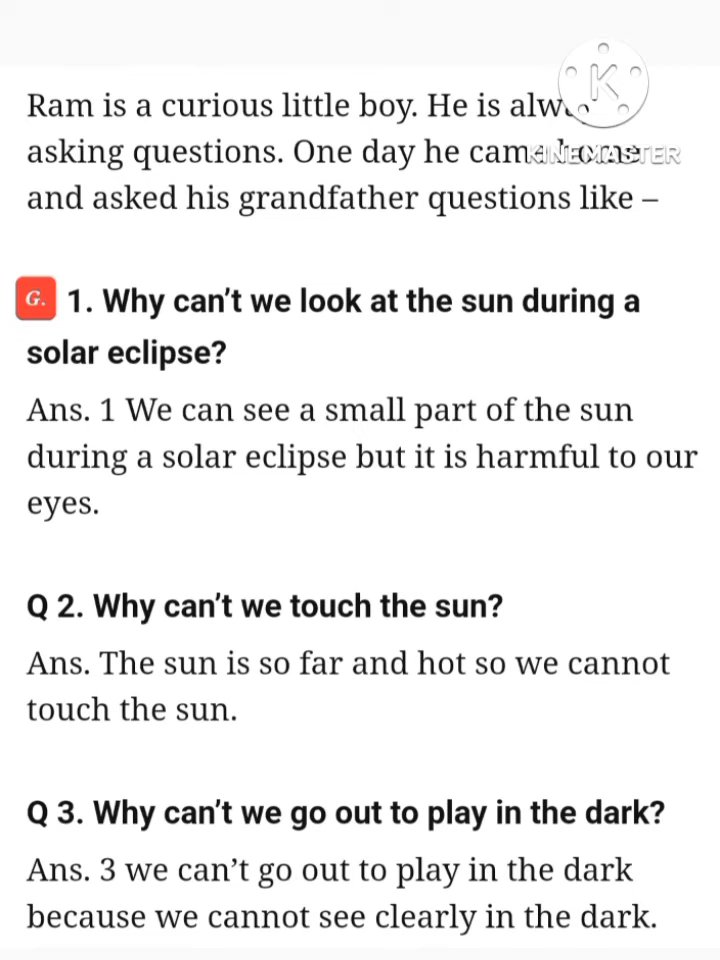 Ram is a curious little boy. He is
asking questions. One day he came home
and asked his grandfather questions like –
K
KINEMASTER
G. 1. Why can't we look at the sun during a
solar eclipse?
Ans. 1 We can see a small part of the sun
during a solar eclipse but it is harmful to our
eyes.
Q 2. Why can't we touch the sun?
Ans. The sun is so far and hot so we cannot
touch the sun.
Q 3. Why can't we go out to play in the dark?
Ans. 3 we can't go out to play in the dark
because we cannot see clearly in the dark.